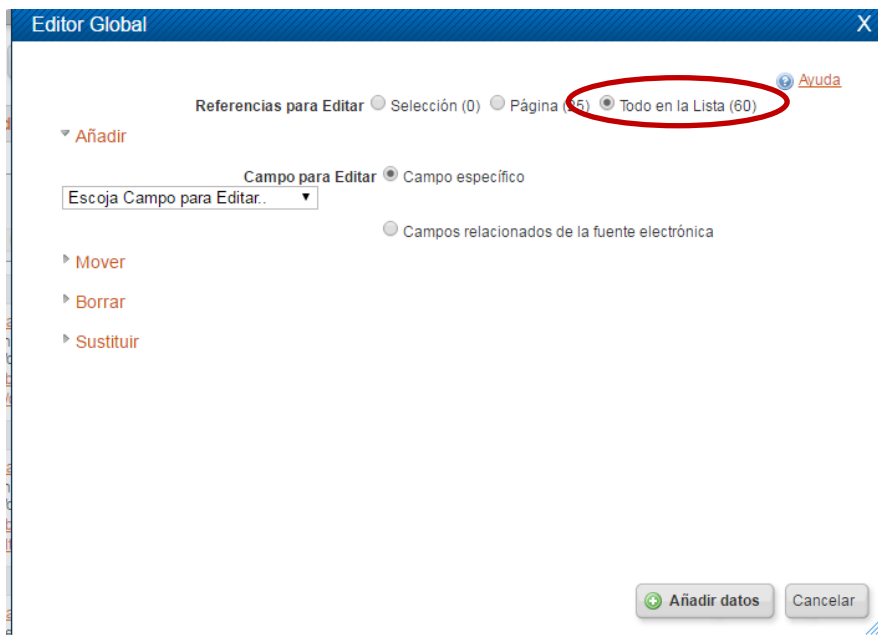 Editor Global X
Ayuda
Referencias para Editar Selección (0) Página (25) Todo en la Lista (60)
Añadir
Campo para Editar Campo específico
Escoja Campo para Editar..
Campos relacionados de la fuente electrónica
Mover
Borrar
Sustituir
Añadir datos Cancelar